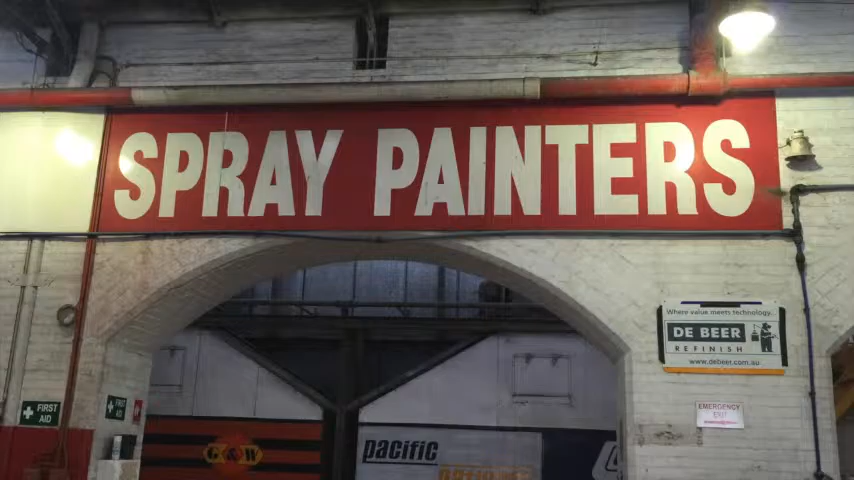 SPRAY PAINTERS
Where value meets technology...
DE BEER
REFINISH
www.debeer.com.au
EMERGENCY
EXIT
FIRST
AID
FIRST
AID
G&W
pacific
national